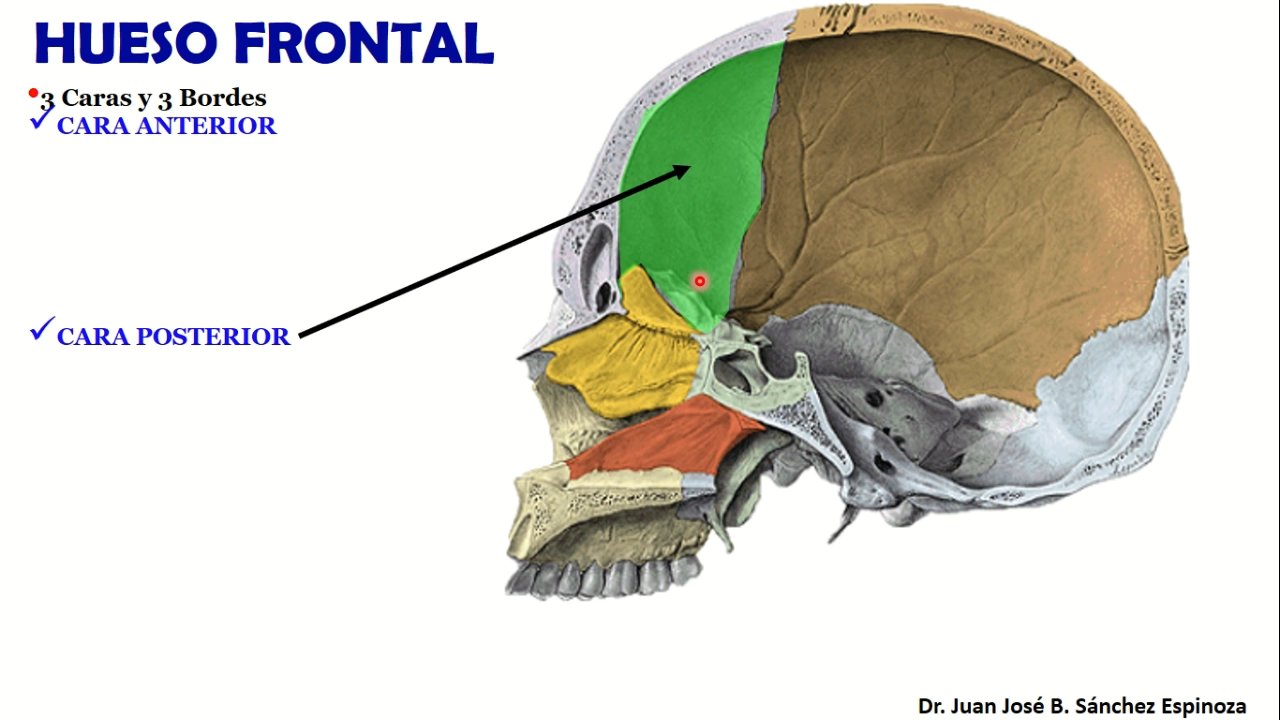 HUESO FRONTAL
•3 Caras y 3 Bordes
✓ CARA ANTERIOR
✓ CARA POSTERIOR
Dr. Juan José B. Sánchez Espinoza